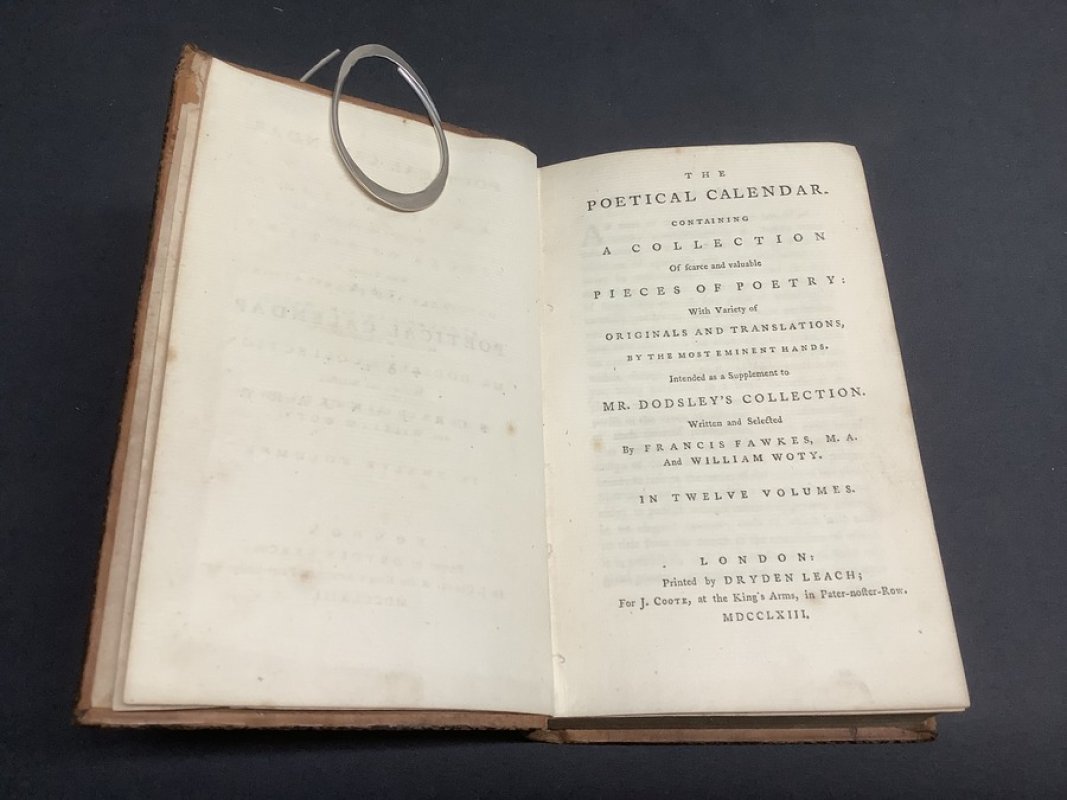 THE
POETICAL CALENDAR.
CONTAINING
A COLLECTION
Of ſcarce and valuable
PIECES OF POETRY:
With Variety of
ORIGINALS AND TRANSLATIONS,
BY THE MOST EMINENT HANDS.
Intended as a Supplement to
MR. DODSLEY'S COLLECTION.
Written and Selected
By FRANCIS FAWKES, M. A.
And WILLIAM WOTY.
IN TWELVE VOLUMES.
LONDON:
Printed by DRYDEN LEACH;
For J. COOTE, at the King's Arms, in Pater-noſter-Row.
MDCCLXIII.